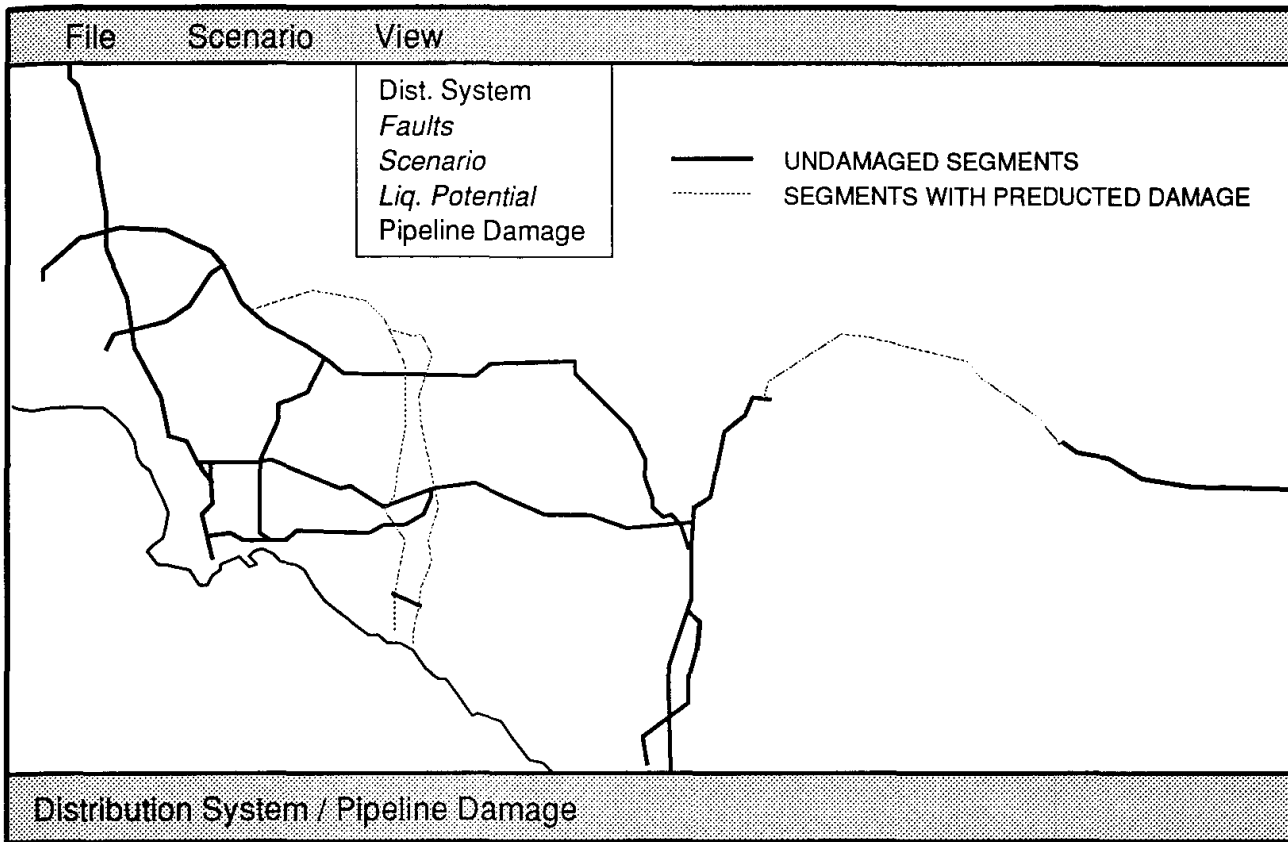 File Scenario View
Dist. System
Faults
Scenario
Liq. Potential
Pipeline Damage
UNDAMAGED SEGMENTS
SEGMENTS WITH PREDUCTED DAMAGE
Distribution System / Pipeline Damage